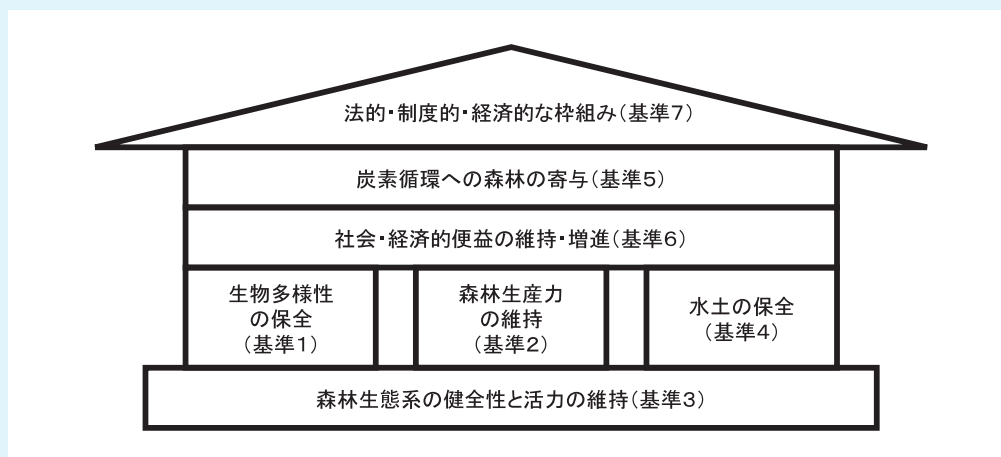 法的・制度的・経済的な枠組み(基準7)
炭素循環への森林の寄与(基準5)
社会・経済的便益の維持・増進(基準6)
生物多様性
の保全
(基準1)
森林生産力
の維持
(基準2)
水土の保全
(基準4)
森林生態系の健全性と活力の維持(基準3)